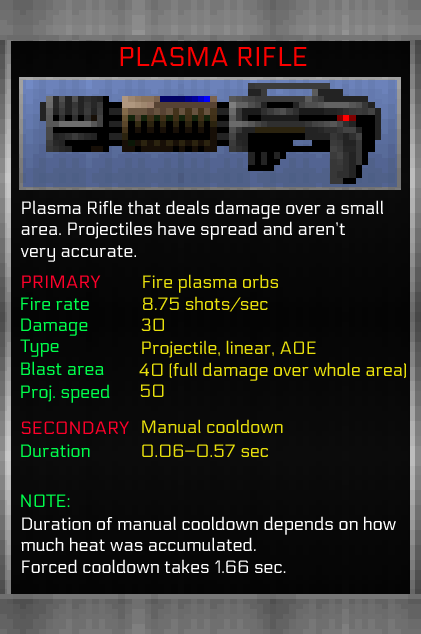 PLASMA RIFLE
Plasma Rifle that deals damage over a small
area. Projectiles have spread and aren't
very accurate.
PRIMARY Fire plasma orbs
Fire rate 8.75 shots/sec
Damage 30
Type Projectile, linear, AOE
Blast area 40 (full damage over whole area)
Proj. speed 50
SECONDARY Manual cooldown
Duration 0.06–0.57 sec
NOTE:
Duration of manual cooldown depends on how
much heat was accumulated.
Forced cooldown takes 1.66 sec.